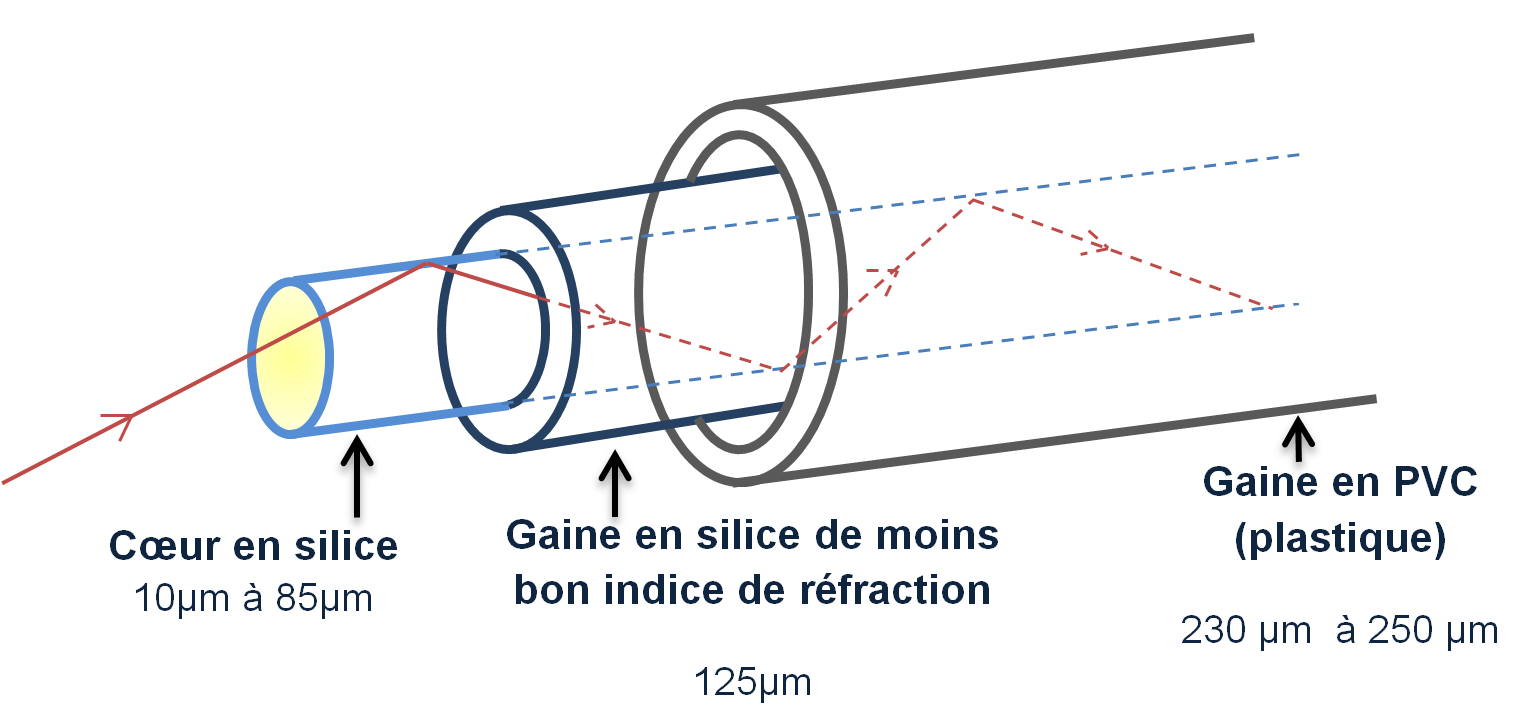 Cœur en silice
10µm à 85µm
Gaine en silice de moins
bon indice de réfraction
125µm
Gaine en PVC
(plastique)
230 µm  à 250 µm